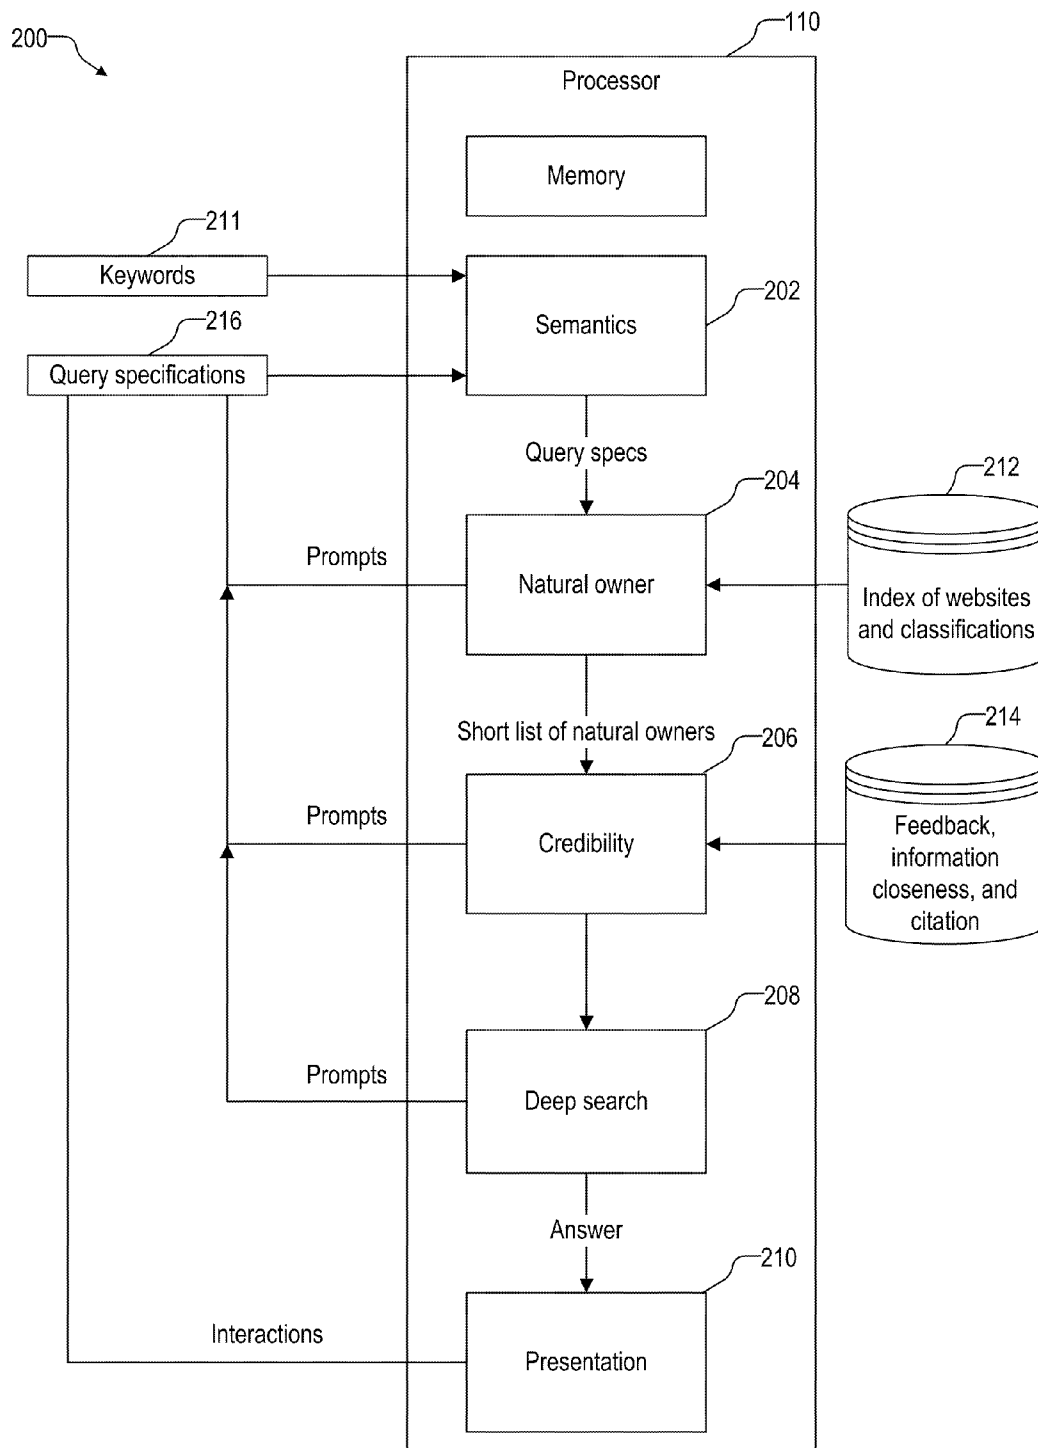 200
110
Processor
Memory
211
Keywords
202
Semantics
216
Query specifications
Query specs
204
212
Prompts
Natural owner
Index of websites
and classifications
Short list of natural owners
206
214
Prompts
Credibility
Feedback,
information
closeness, and
citation
208
Prompts
Deep search
Answer
210
Interactions
Presentation